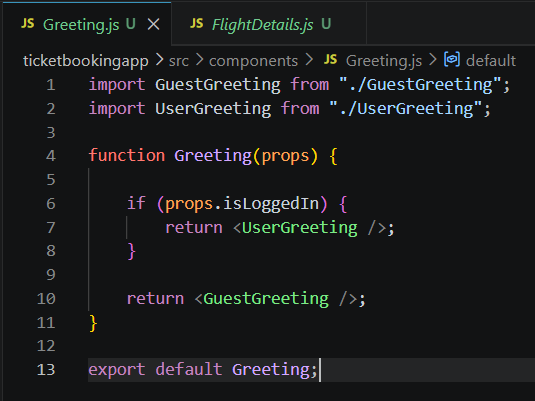 JS Greeting.js U ×
JS FlightDetails.js U
ticketbookingapp > src > components > JS Greeting.js > default
1 import GuestGreeting from "./GuestGreeting";
2 import UserGreeting from "./UserGreeting";
3
4 function Greeting(props) {
5
6     if (props.isLoggedIn) {
7         return <UserGreeting />;
8     }
9
10     return <GuestGreeting />;
11 }
12
13 export default Greeting;